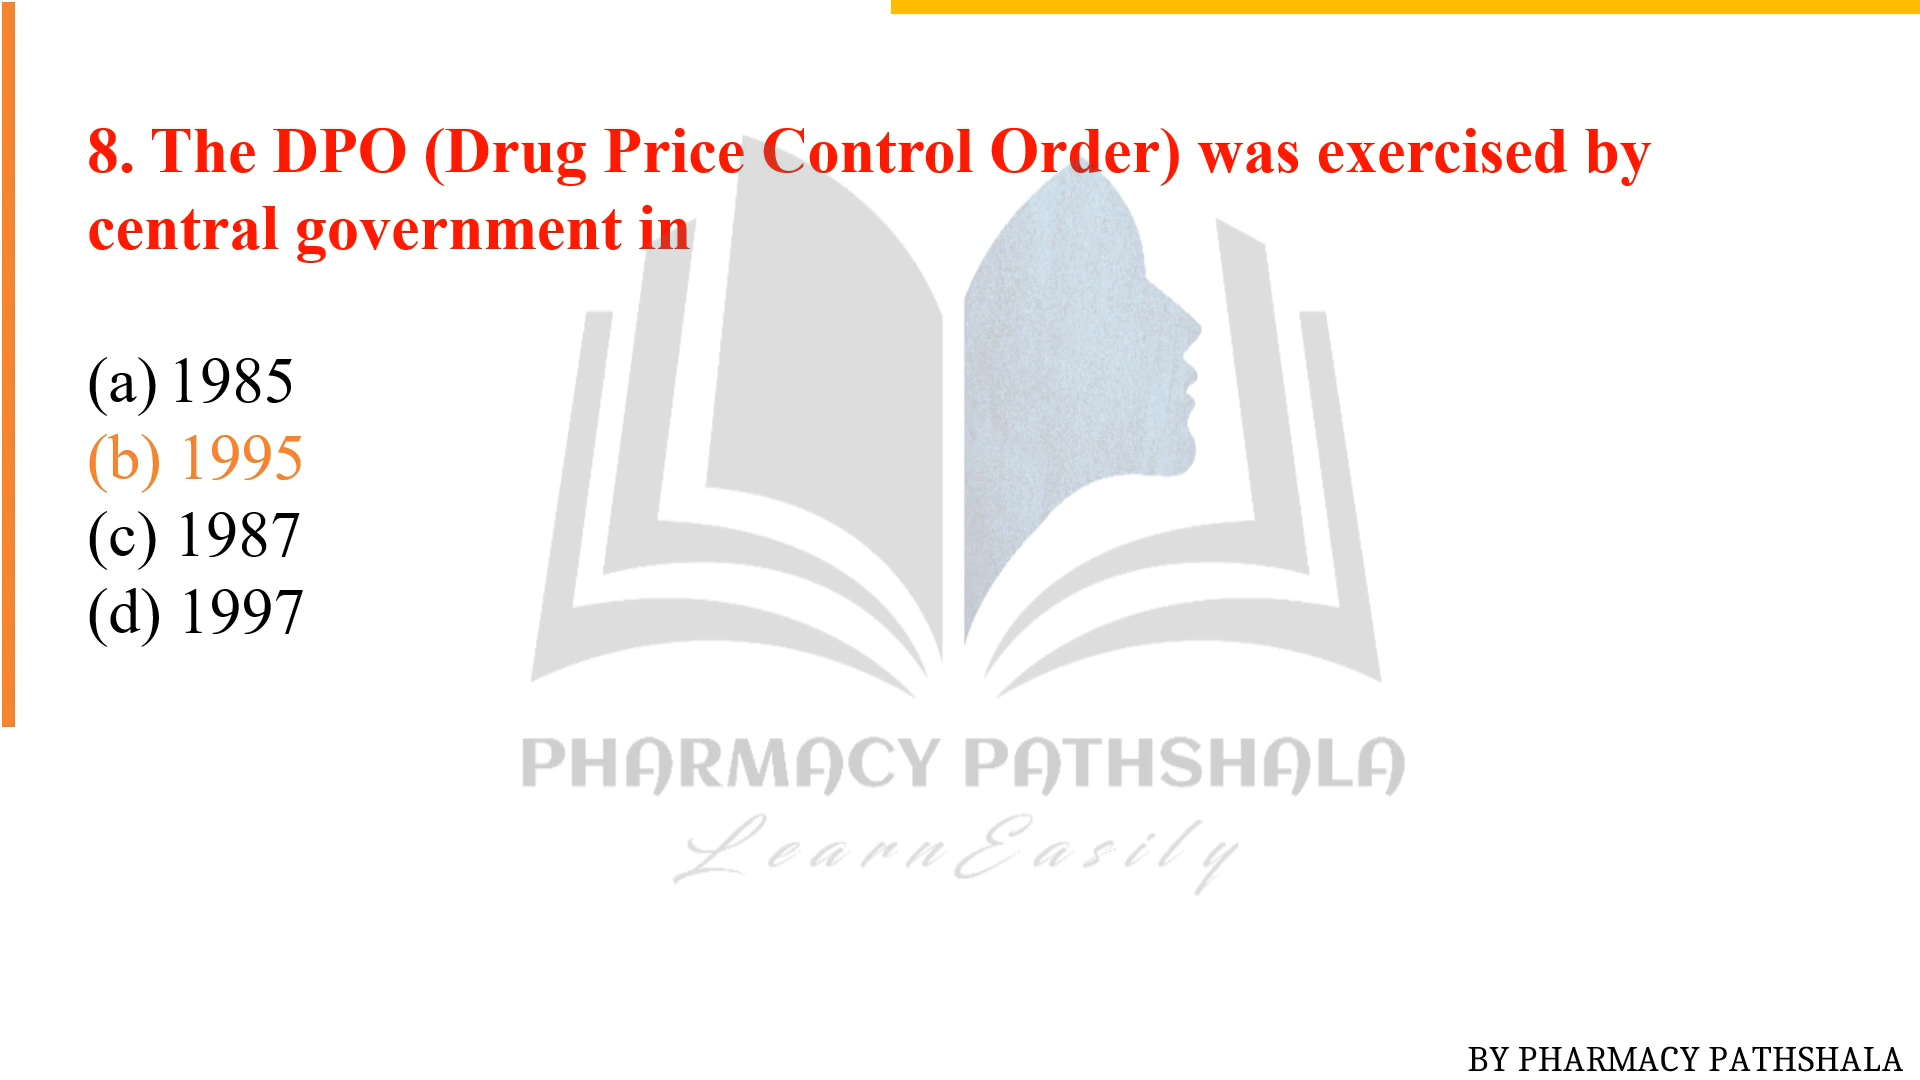 8. The DPO (Drug Price Control Order) was exercised by
central government in
(a) 1985
(b) 1995
(c) 1987
(d) 1997
PHARMACY PATHSHALA
Learn Easily
BY PHARMACY PATHSHALA